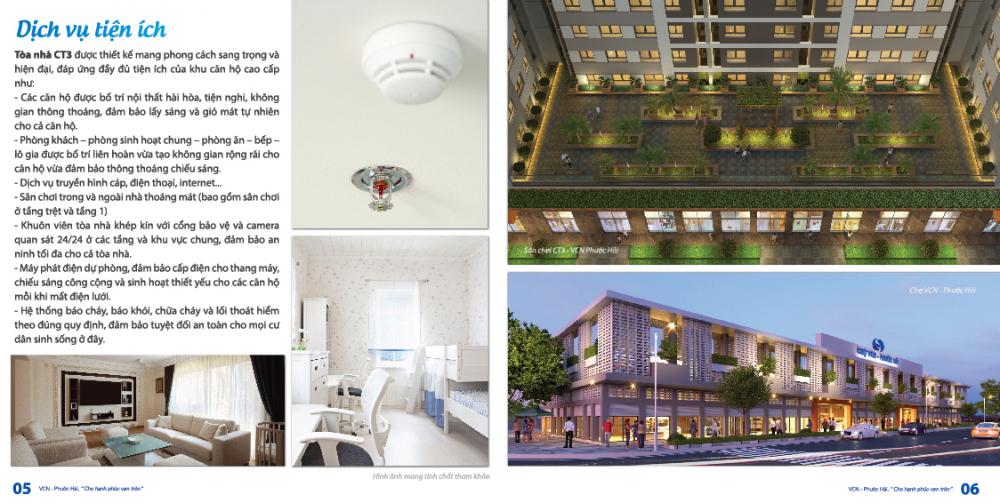 Dịch vụ tiện ích
Tòa nhà CT3 được thiết kế mang phong cách sang trọng và
hiện đại, đáp ứng đầy đủ tiện ích của khu căn hộ cao cấp
như:
- Các căn hộ được bố trí nội thất hài hòa, tiện nghi, không
gian thông thoáng, đảm bảo lấy sáng và gió mát tự nhiên
cho cả căn hộ.
- Phòng khách – phòng sinh hoạt chung – phòng ăn – bếp –
lô gia được bố trí liên hoàn vừa tạo không gian rộng rãi cho
căn hộ vừa đảm bảo thông thoáng chiếu sáng.
- Dịch vụ truyền hình cáp, điện thoại, internet...
- Sân chơi trong và ngoài nhà thoáng mát (bao gồm sân chơi
ở tầng trệt và tầng 1)
- Khuôn viên tòa nhà khép kín với cổng bảo vệ và camera
quan sát 24/24 ở các tầng và khu vực chung, đảm bảo an
ninh tối đa cho cả tòa nhà.
- Máy phát điện dự phòng, đảm bảo cấp điện cho thang máy,
chiếu sáng công cộng và sinh hoạt thiết yếu cho các căn hộ
mỗi khi mất điện lưới.
- Hệ thống báo cháy, báo khói, chữa cháy và lối thoát hiểm
theo đúng quy định, đảm bảo tuyệt đối an toàn cho mọi cư
dân sinh sống ở đây.
Hình ảnh mang tính chất tham khảo
05 VCN - Phước Hải, "Cho hạnh phúc vẹn tròn"
Sân chơi CT3 - VCN Phước Hải
Chợ VCN - Phước Hải
CHỢ VCN - PHƯỚC HẢI
VCN - Phước Hải, "Cho hạnh phúc vẹn tròn" 06